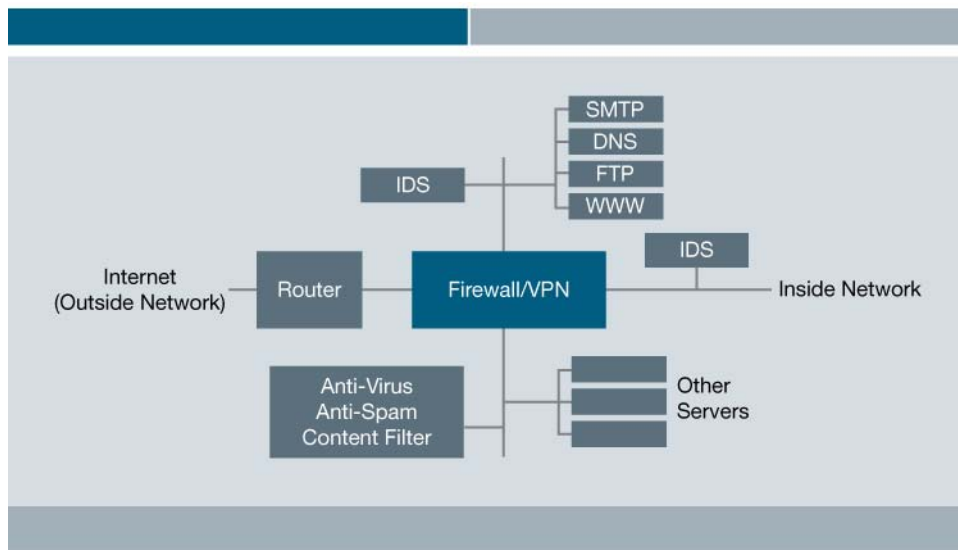 SMTP
DNS
FTP
WWW
IDS
IDS
Internet
(Outside Network)
Router
Firewall/VPN
Inside Network
Anti-Virus
Anti-Spam
Content Filter
Other
Servers